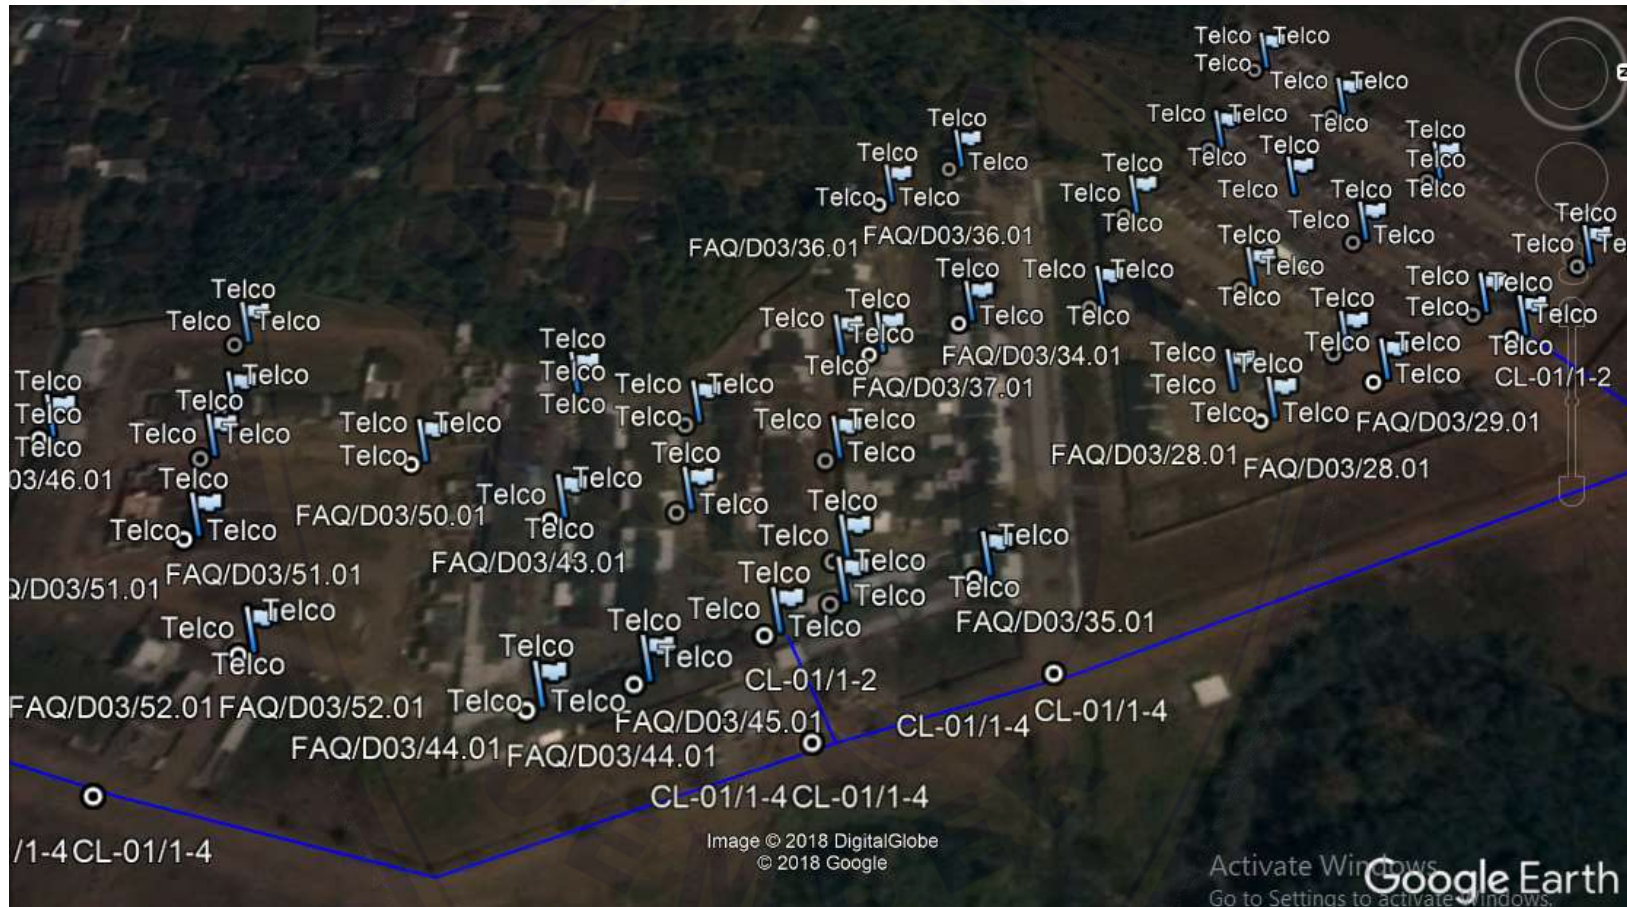 Telco Telco
Telco
Telco Telco
Telco
Telco Telco
Telco
Telco
Telco
Telco
Telco
Telco
Telco
Telco
Telco
Telco
Telco Telco
Telco
Telco
Telco
Telco
Telco Telco
Telco
Telco
Telco
Telco Te
FAQ/D03/36.01 FAQ/D03/36.01
Telco
Telco
Telco
Telco Telco
Telco
Telco
Telco
Telco Telco
Telco
Telco
Telco
Telco
CL-01/1-2
Telco
Telco Telco
Telco
Telco
Telco
Telco
FAQ/D03/34.01
FAQ/D03/37.01
Telco
Telco
Telco
Telco
Telco
Telco
Telco
FAQ/D03/29.01
FAQ/D03/28.01 FAQ/D03/28.01
Telco
Telco Telco
Telco
Telco
Telco
Telco
Telco
Telco
Telco
Telco
03/46.01
Telco Telco
Telco
Telco
Telco
Telco
Telco Telco
Telco
Telco Telco
Telco
Telco
Telco
Telco
Telco
Telco
Telco Telco
FAQ/D03/50.01
Telco
Telco
Telco
FAQ/D03/43.01
Telco
Telco
Telco
Telco
Telco
Telco
Telco
FAQ/D03/35.01
/D03/51.01 FAQ/D03/51.01
Telco
Telco
Telco
Telco
Telco
Telco
Telco
Telco
Telco
Telco Telco
FAQ/D03/52.01 FAQ/D03/52.01
FAQ/D03/44.01 FAQ/D03/44.01
FAQ/D03/45.01
CL-01/1-2
CL-01/1-4 CL-01/1-4
CL-01/1-4 CL-01/1-4
/1-4 CL-01/1-4
Image © 2018 DigitalGlobe
© 2018 Google
Activate Windows
Go to Settings to activate Windows.
Google Earth